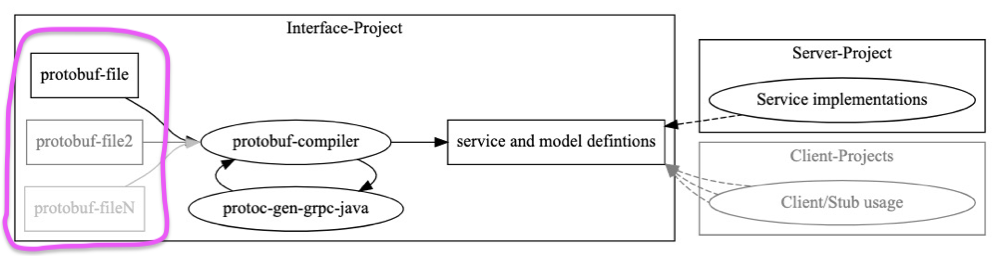 Interface-Project
protobuf-file
protobuf-file2
protobuf-fileN
protobuf-compiler
protoc-gen-grpc-java
service and model defintions
Server-Project
Service implementations
Client-Projects
Client/Stub usage